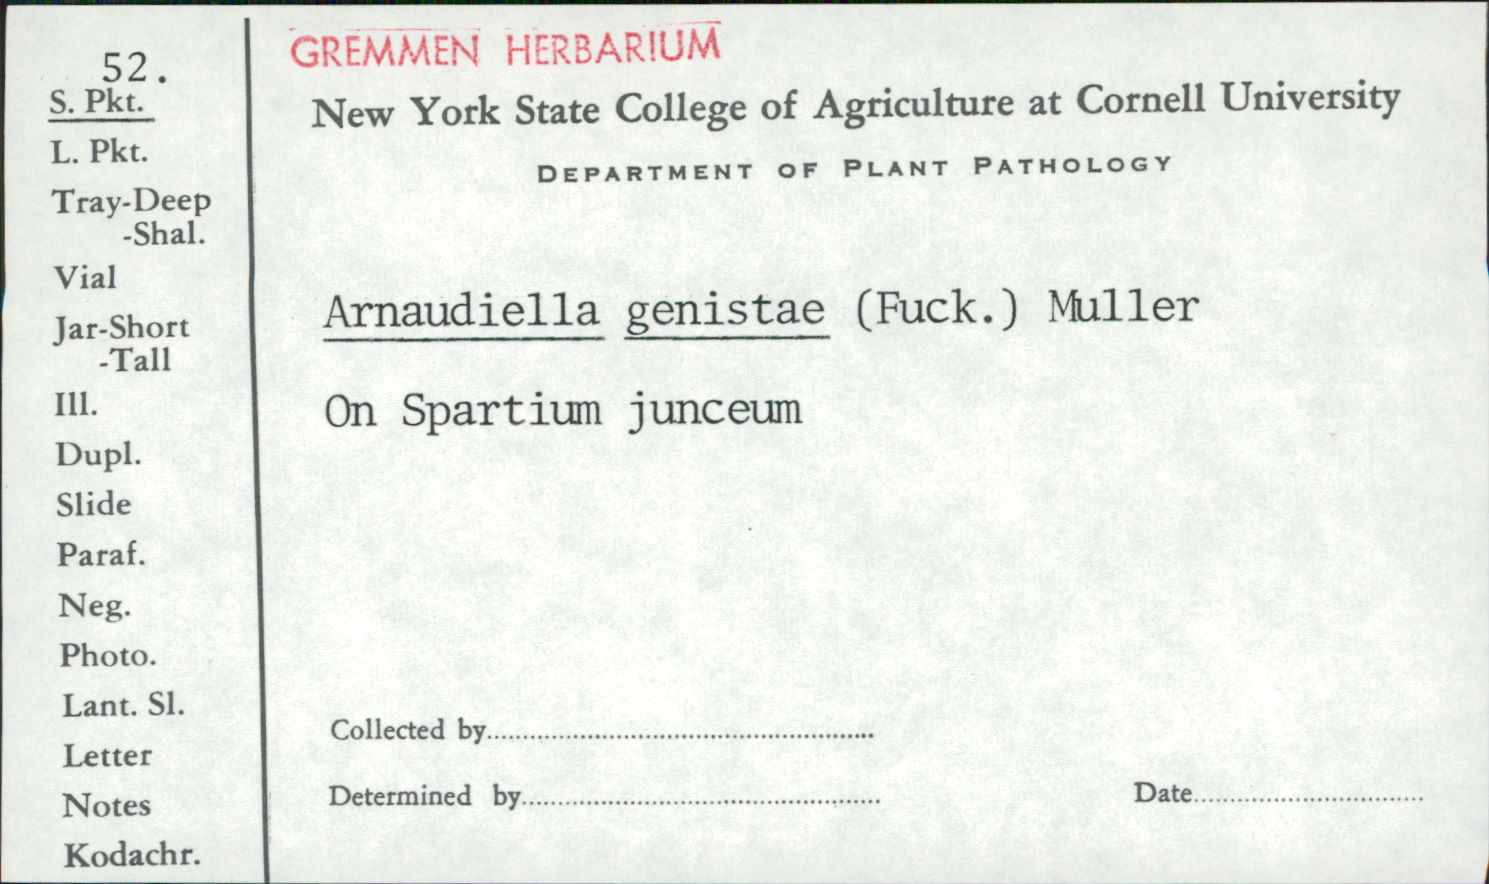 52.
S. Pkt.
L. Pkt.
Tray-Deep
-Shal.
Vial
Jar-Short
-Tall
Ill.
Dupl.
Slide
Paraf.
Neg.
Photo.
Lant. Sl.
Letter
Notes
Kodachr.
GREMMEN HERBARIUM
New York State College of Agriculture at Cornell University
DEPARTMENT OF PLANT PATHOLOGY
Arnaudiella genistae (Fuck.) Muller
On Spartium junceum
Collected by
Determined by
Date